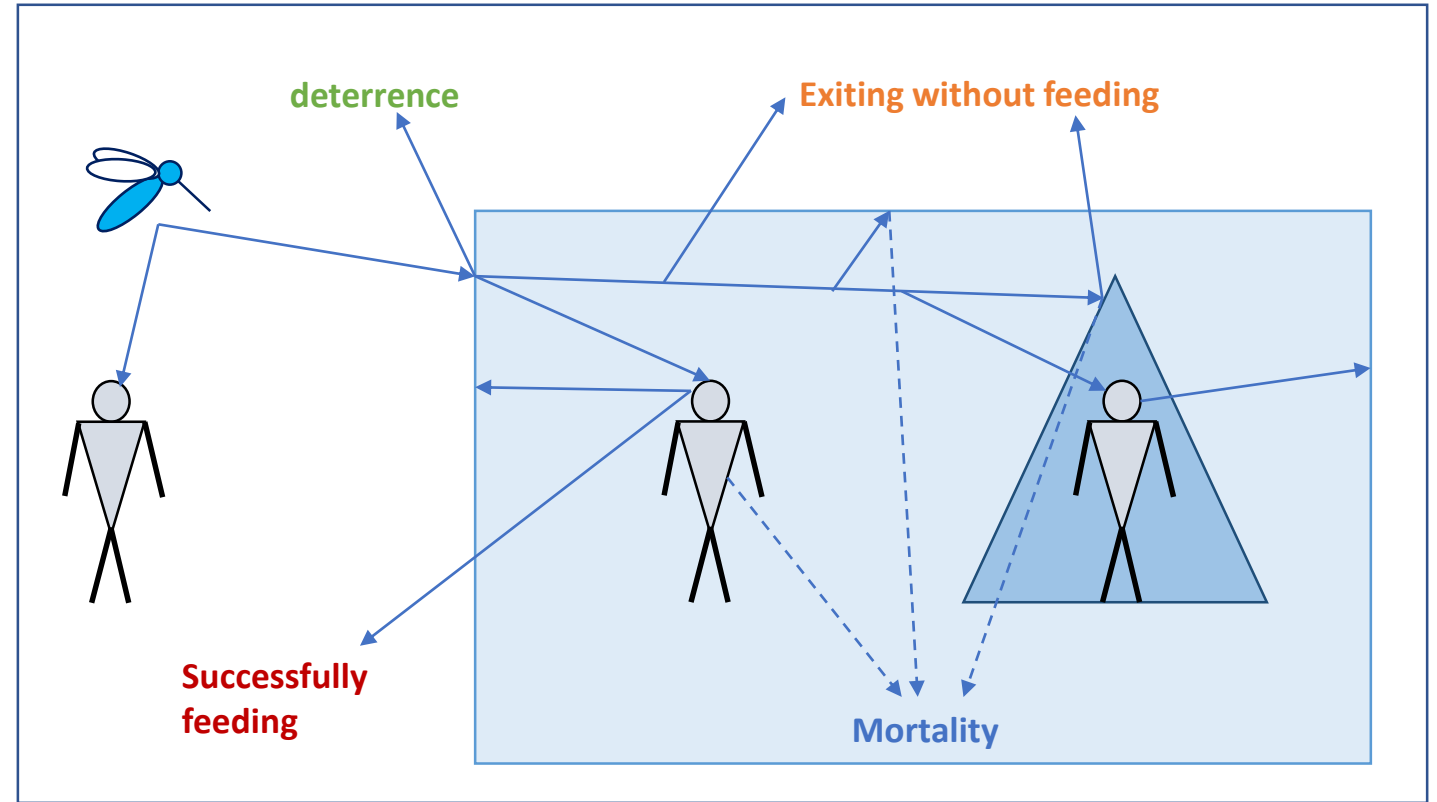 deterrence
Exiting without feeding
Successfully
feeding
Mortality